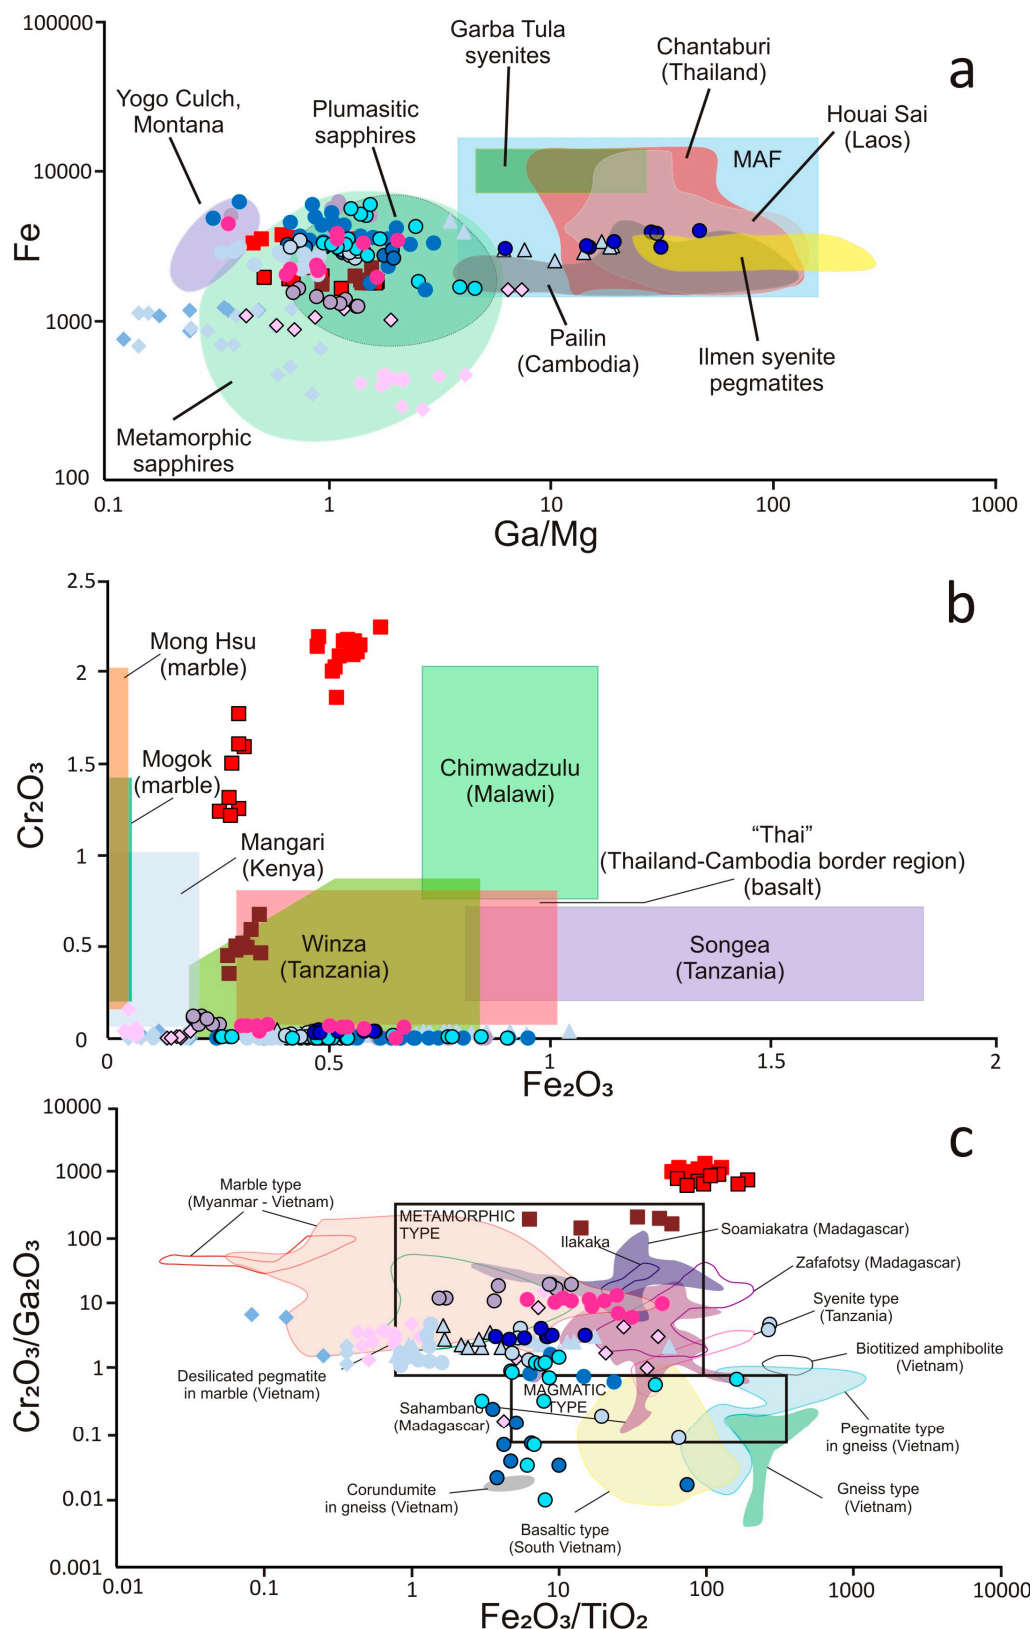 a
100000
10000
1000
100
Fe
0.1
1
10
100
1000
Ga/Mg
Garba Tula
syenites
Chantaburi
(Thailand)
Yogo Culch,
Montana
Plumasitic
sapphires
Houai Sai
(Laos)
MAF
Pailin
(Cambodia)
Ilmen syenite
pegmatites
Metamorphic
sapphires
b
2.5
2
1.5
1
0.5
0
Cr₂O₃
0
0.5
1
1.5
2
Fe₂O₃
Mong Hsu
(marble)
Mogok
(marble)
Mangari
(Kenya)
Chimwadzulu
(Malawi)
“Thai”
(Thailand-Cambodia border region)
(basalt)
Winza
(Tanzania)
Songea
(Tanzania)
c
10000
1000
100
10
1
0.1
0.01
0.001
Cr₂O₃/Ga₂O₃
0.01
0.1
1
10
100
1000
10000
Fe₂O₃/TiO₂
Marble type
(Myanmar - Vietnam)
METAMORPHIC
TYPE
Ilakaka
Soamiakatra (Madagascar)
Zafafotsy (Madagascar)
Syenite type
(Tanzania)
Biotitized amphibolite
(Vietnam)
Desilicated pegmatite
in marble (Vietnam)
MAGMATIC
TYPE
Sahambano
(Madagascar)
Pegmatite type
in gneiss (Vietnam)
Corundumite
in gneiss (Vietnam)
Gneiss type
(Vietnam)
Basaltic type
(South Vietnam)